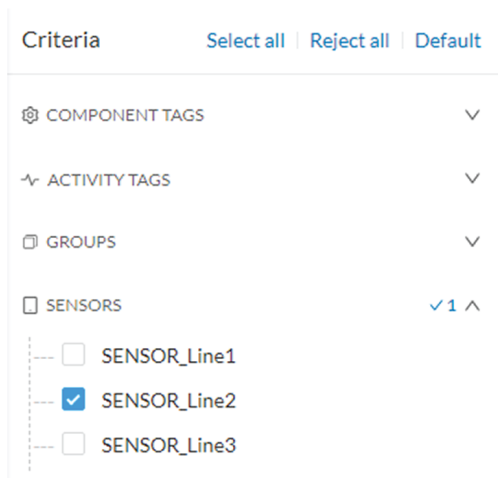 Criteria Select all Reject all Default
COMPONENT TAGS
ACTIVITY TAGS
GROUPS
SENSORS 1
SENSOR_Line1
SENSOR_Line2
SENSOR_Line3